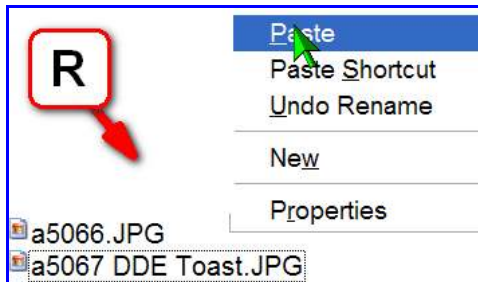 R
Paste
Paste Shortcut
Undo Rename
New
Properties
a5066.JPG
a5067 DDE Toast.JPG